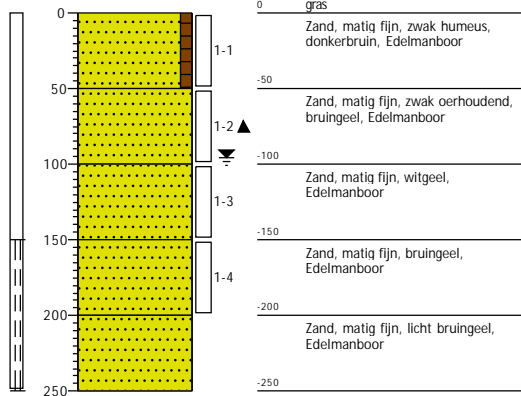 0
50
100
150
200
250
1-1
1-2
1-3
1-4
0
gras
Zand, matig fijn, zwak humeus,
donkerbruin, Edelmanboor
-50
Zand, matig fijn, zwak oerhoudend,
bruingeel, Edelmanboor
-100
Zand, matig fijn, witgeel,
Edelmanboor
-150
Zand, matig fijn, bruingeel,
Edelmanboor
-200
Zand, matig fijn, licht bruingeel,
Edelmanboor
-250